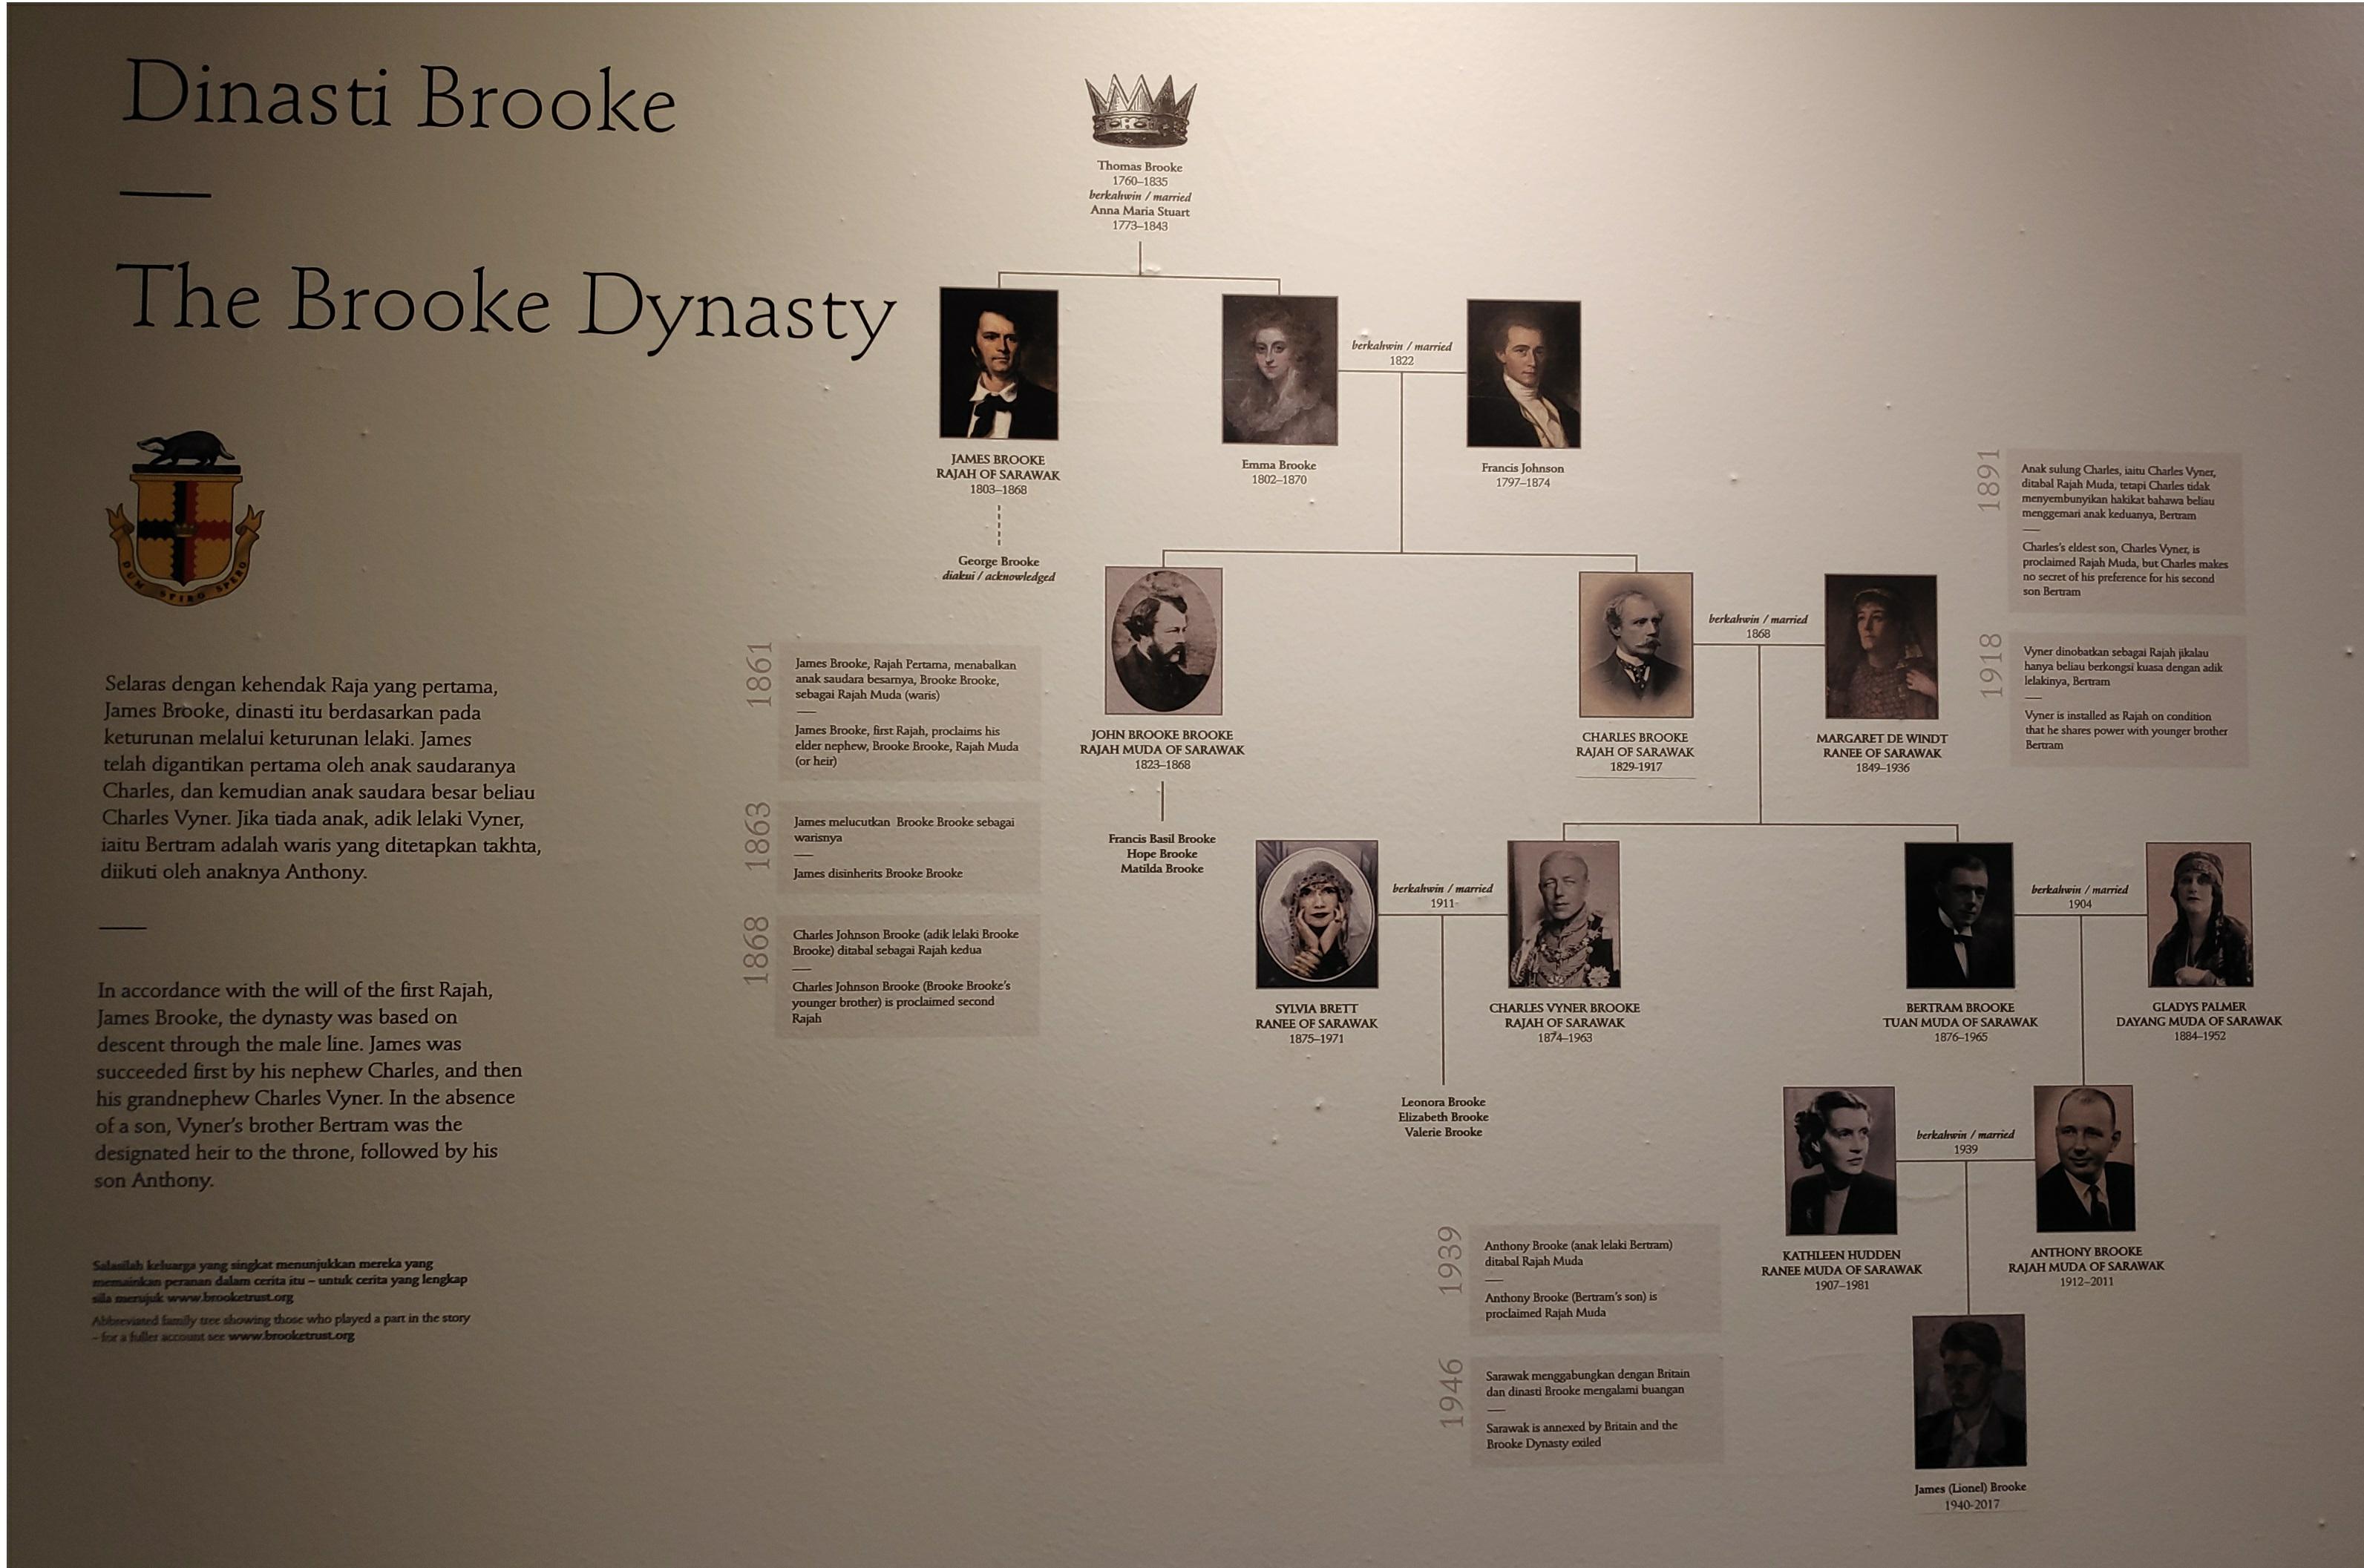 Dinasti Brooke
The Brooke Dynasty
DUM SPIRO SPERO
Selaras dengan kehendak Raja yang pertama,
James Brooke, dinasti itu berdasarkan pada
keturunan melalui keturunan lelaki. James
telah digantikan pertama oleh anak saudaranya
Charles, dan kemudian anak saudara besar beliau
Charles Vyner. Jika tiada anak, adik lelaki Vyner,
iaitu Bertram adalah waris yang ditetapkan takhta,
diikuti oleh anaknya Anthony.
In accordance with the will of the first Rajah,
James Brooke, the dynasty was based on
descent through the male line. James was
succeeded first by his nephew Charles, and then
his grandnephew Charles Vyner. In the absence
of a son, Vyner's brother Bertram was the
designated heir to the throne, followed by his
son Anthony.
Salasilah keluarga yang singkat menunjukkan mereka yang
memainkan peranan dalam cerita itu – untuk cerita yang lengkap
sila merujuk www.brooketrust.org
Abbreviated family tree showing those who played a part in the story
– for a fuller account see www.brooketrust.org
Thomas Brooke
1760–1835
berkahwin / married
Anna Maria Stuart
1773–1843
JAMES BROOKE
RAJAH OF SARAWAK
1803–1868
George Brooke
diakui / acknowledged
Emma Brooke
1802–1870
berkahwin / married
1822
Francis Johnson
1797–1874
1861
James Brooke, Rajah Pertama, menabalkan
anak saudara besarnya, Brooke Brooke,
sebagai Rajah Muda (waris)
James Brooke, first Rajah, proclaims his
elder nephew, Brooke Brooke, Rajah Muda
(or heir)
1863
James melucutkan Brooke Brooke sebagai
warisnya
James disinherits Brooke Brooke
1868
Charles Johnson Brooke (adik lelaki Brooke
Brooke) ditabal sebagai Rajah kedua
Charles Johnson Brooke (Brooke Brooke's
younger brother) is proclaimed second
Rajah
JOHN BROOKE BROOKE
RAJAH MUDA OF SARAWAK
1823–1868
Francis Basil Brooke
Hope Brooke
Matilda Brooke
CHARLES BROOKE
RAJAH OF SARAWAK
1829-1917
berkahwin / married
1868
MARGARET DE WINDT
RANEE OF SARAWAK
1849–1936
1891
Anak sulung Charles, iaitu Charles Vyner,
ditabal Rajah Muda, tetapi Charles tidak
menyembunyikan hakikat bahawa beliau
menggemari anak keduanya, Bertram
Charles's eldest son, Charles Vyner, is
proclaimed Rajah Muda, but Charles makes
no secret of his preference for his second
son Bertram
1918
Vyner dinobatkan sebagai Rajah jikalau
hanya beliau berkongsi kuasa dengan adik
lelakinya, Bertram
Vyner is installed as Rajah on condition
that he shares power with younger brother
Bertram
SYLVIA BRETT
RANEE OF SARAWAK
1875–1971
berkahwin / married
1911
CHARLES VYNER BROOKE
RAJAH OF SARAWAK
1874–1963
Leonora Brooke
Elizabeth Brooke
Valerie Brooke
BERTRAM BROOKE
TUAN MUDA OF SARAWAK
1876–1965
berkahwin / married
1904
GLADYS PALMER
DAYANG MUDA OF SARAWAK
1884–1952
KATHLEEN HUDDEN
RANEE MUDA OF SARAWAK
1907–1981
berkahwin / married
1939
ANTHONY BROOKE
RAJAH MUDA OF SARAWAK
1912–2011
1939
Anthony Brooke (anak lelaki Bertram)
ditabal Rajah Muda
Anthony Brooke (Bertram's son) is
proclaimed Rajah Muda
1946
Sarawak menggabungkan dengan Britain
dan dinasti Brooke mengalami buangan
Sarawak is annexed by Britain and the
Brooke Dynasty exiled
James (Lionel) Brooke
1940-2017